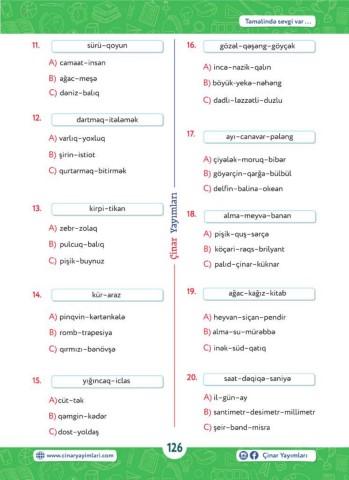 Təməlində sevgi var ...
11. sürü-qoyun
A) camaat-insan
B) ağac-meşə
C) dəniz-balıq
12. dartmaq-itələmək
A) varlıq-yoxluq
B) şirin-istiot
C) qurtarmaq-bitirmək
13. kirpi-tikan
A) zebr-zolaq
B) pulcuq-balıq
C) pişik-buynuz
14. kür-araz
A) pinqvin-kərtənkələ
B) romb-trapesiya
C) qırmızı-bənövşə
15. yığıncaq-iclas
A)cüt-tək
B) qəmgin-kədər
C)dost-yoldaş
Çinar Yayımları
16. gözəl-qəşəng-göyçək
A) incə-nazik-qalın
B) böyük-yekə-nəhəng
C) dadlı-ləzzətli-duzlu
17. ayı-canavar-pələng
A) çiyələk-moruq-bibər
B) göyərçin-qarğa-bülbül
C) delfin-balina-okean
18. alma-meyvə-banan
A) pişik-quş-sərçə
B) köçəri-rəqs-brilyant
C) palıd-çinar-küknar
19. ağac-kağız-kitab
A) heyvan-siçan-pendir
B) alma-su-mürəbbə
C) inək-süd-qatıq
20. saat-dəqiqə-saniyə
A) il-gün-ay
B) santimetr-desimetr-millimetr
C) şeir-bənd-misra
www.cinaryayimlari.com
126
Çinar Yayımları